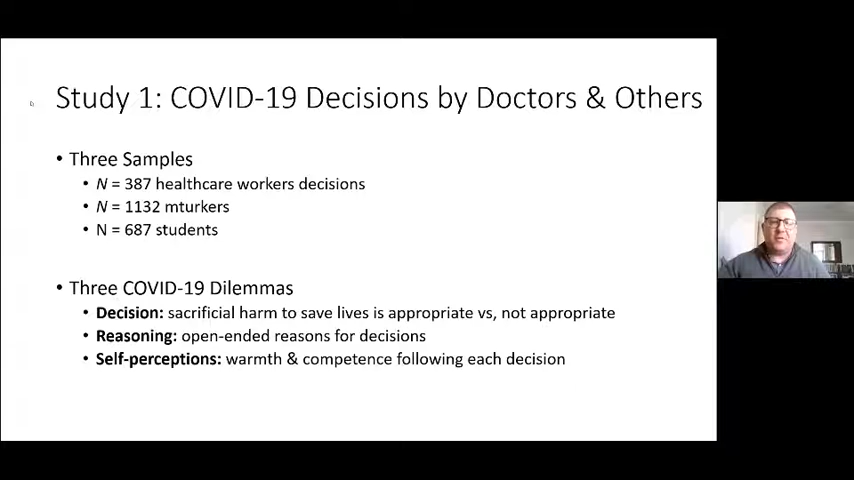 Study 1: COVID-19 Decisions by Doctors & Others
• Three Samples
• N = 387 healthcare workers decisions
• N = 1132 mturkers
• N = 687 students
• Three COVID-19 Dilemmas
• Decision: sacrificial harm to save lives is appropriate vs, not appropriate
• Reasoning: open-ended reasons for decisions
• Self-perceptions: warmth & competence following each decision